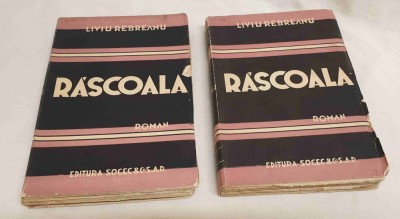 LIVIU REBREANU
RĂSCOALA
ROMAN
EDITURA SOCEC & Co. S.A.R.
LIVIU REBREANU
RĂSCOALA
ROMAN
EDITURA SOCEC & Co. S.A.R.